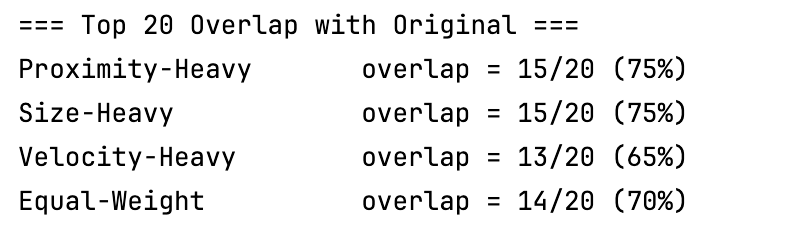 === Top 20 Overlap with Original ===
Proximity-Heavy       overlap = 15/20 (75%)
Size-Heavy            overlap = 15/20 (75%)
Velocity-Heavy        overlap = 13/20 (65%)
Equal-Weight          overlap = 14/20 (70%)